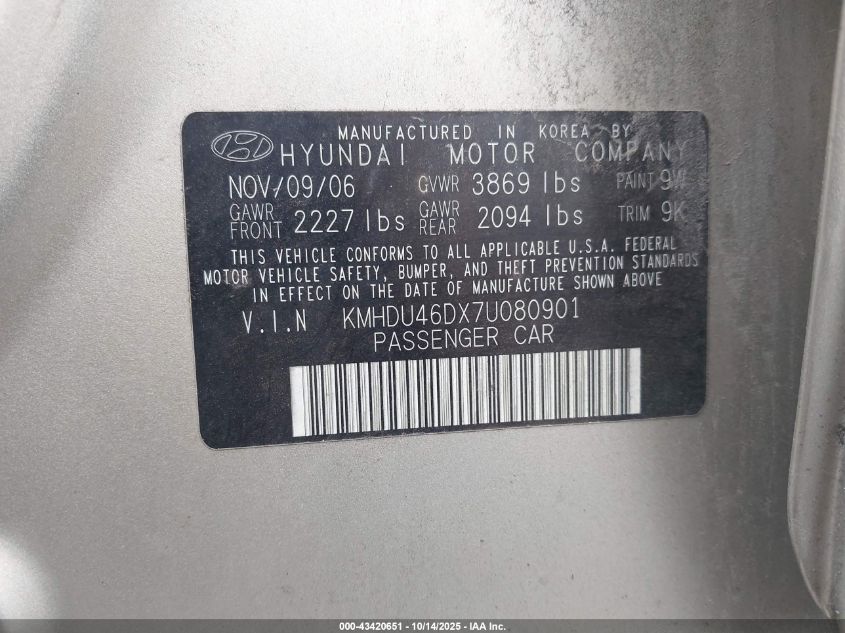 MANUFACTURED IN KOREA BY
HYUNDAI MOTOR COMPANY
NOV/09/06 GVWR 3869 lbs PAINT 9W
GAWR FRONT 2227 lbs GAWR REAR 2094 lbs TRIM 9K
THIS VEHICLE CONFORMS TO ALL APPLICABLE U.S.A. FEDERAL
MOTOR VEHICLE SAFETY, BUMPER, AND THEFT PREVENTION STANDARDS
IN EFFECT ON THE DATE OF MANUFACTURE SHOWN ABOVE
V.I.N KMHDU46DX7U080901
PASSENGER CAR
000-43420651 - 10/14/2025 - IAA Inc.